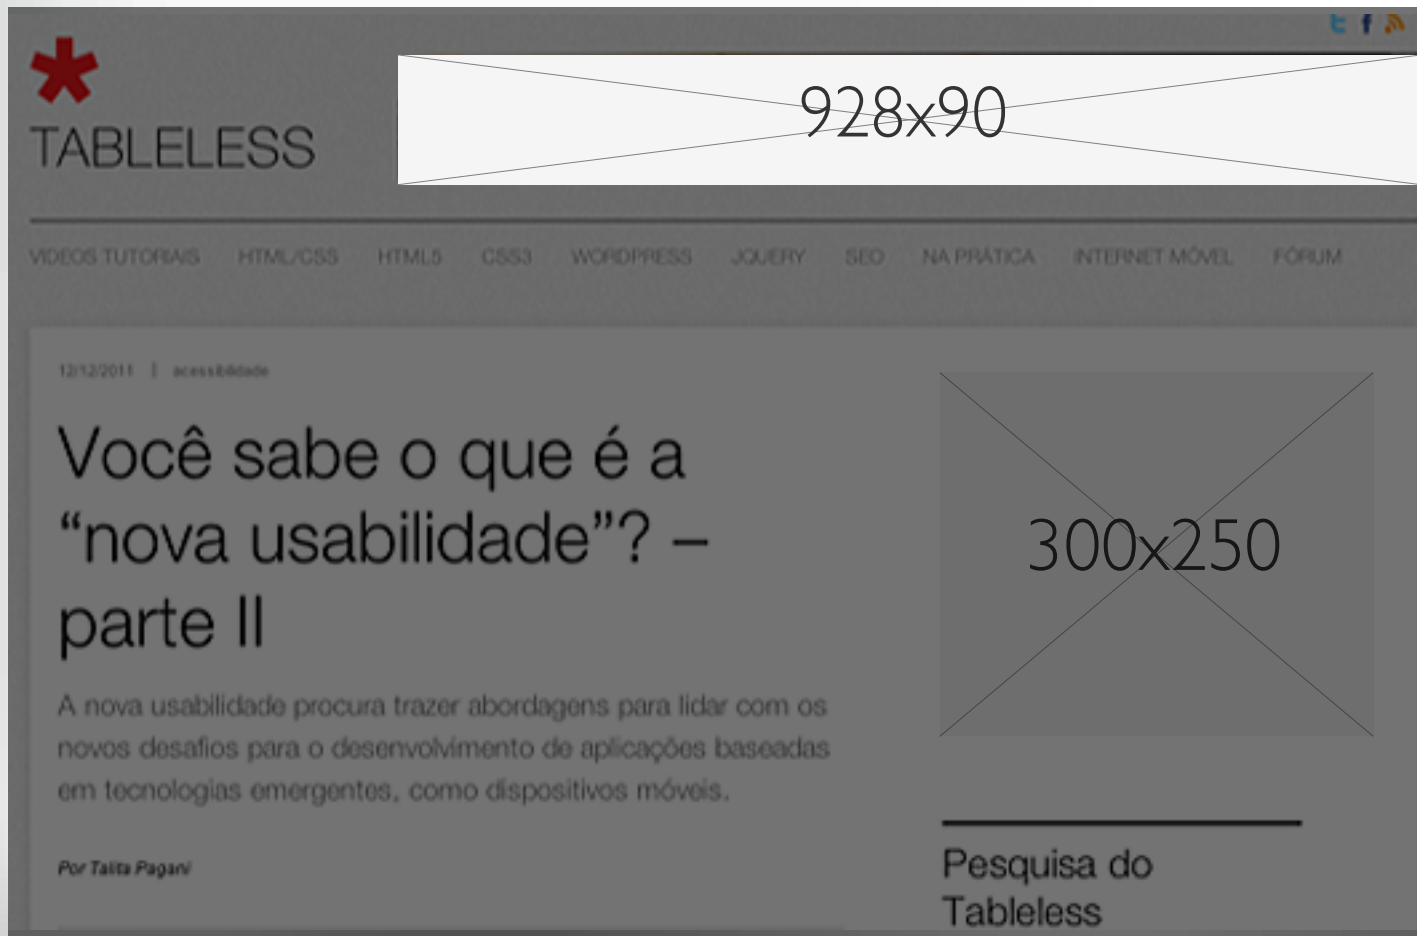 TABLELESS
928x90
VIDEOS TUTORIAIS HTML/CSS HTML5 CSS3 WORDPRESS JQUERY SEO NA PRÁTICA INTERNET MÓVEL FÓRUM
12/12/2011 | acessibilidade
Você sabe o que é a
“nova usabilidade”? –
parte II
A nova usabilidade procura trazer abordagens para lidar com os
novos desafios para o desenvolvimento de aplicações baseadas
em tecnologias emergentes, como dispositivos móveis.
Por Talita Pagani
300x250
Pesquisa do
Tableless